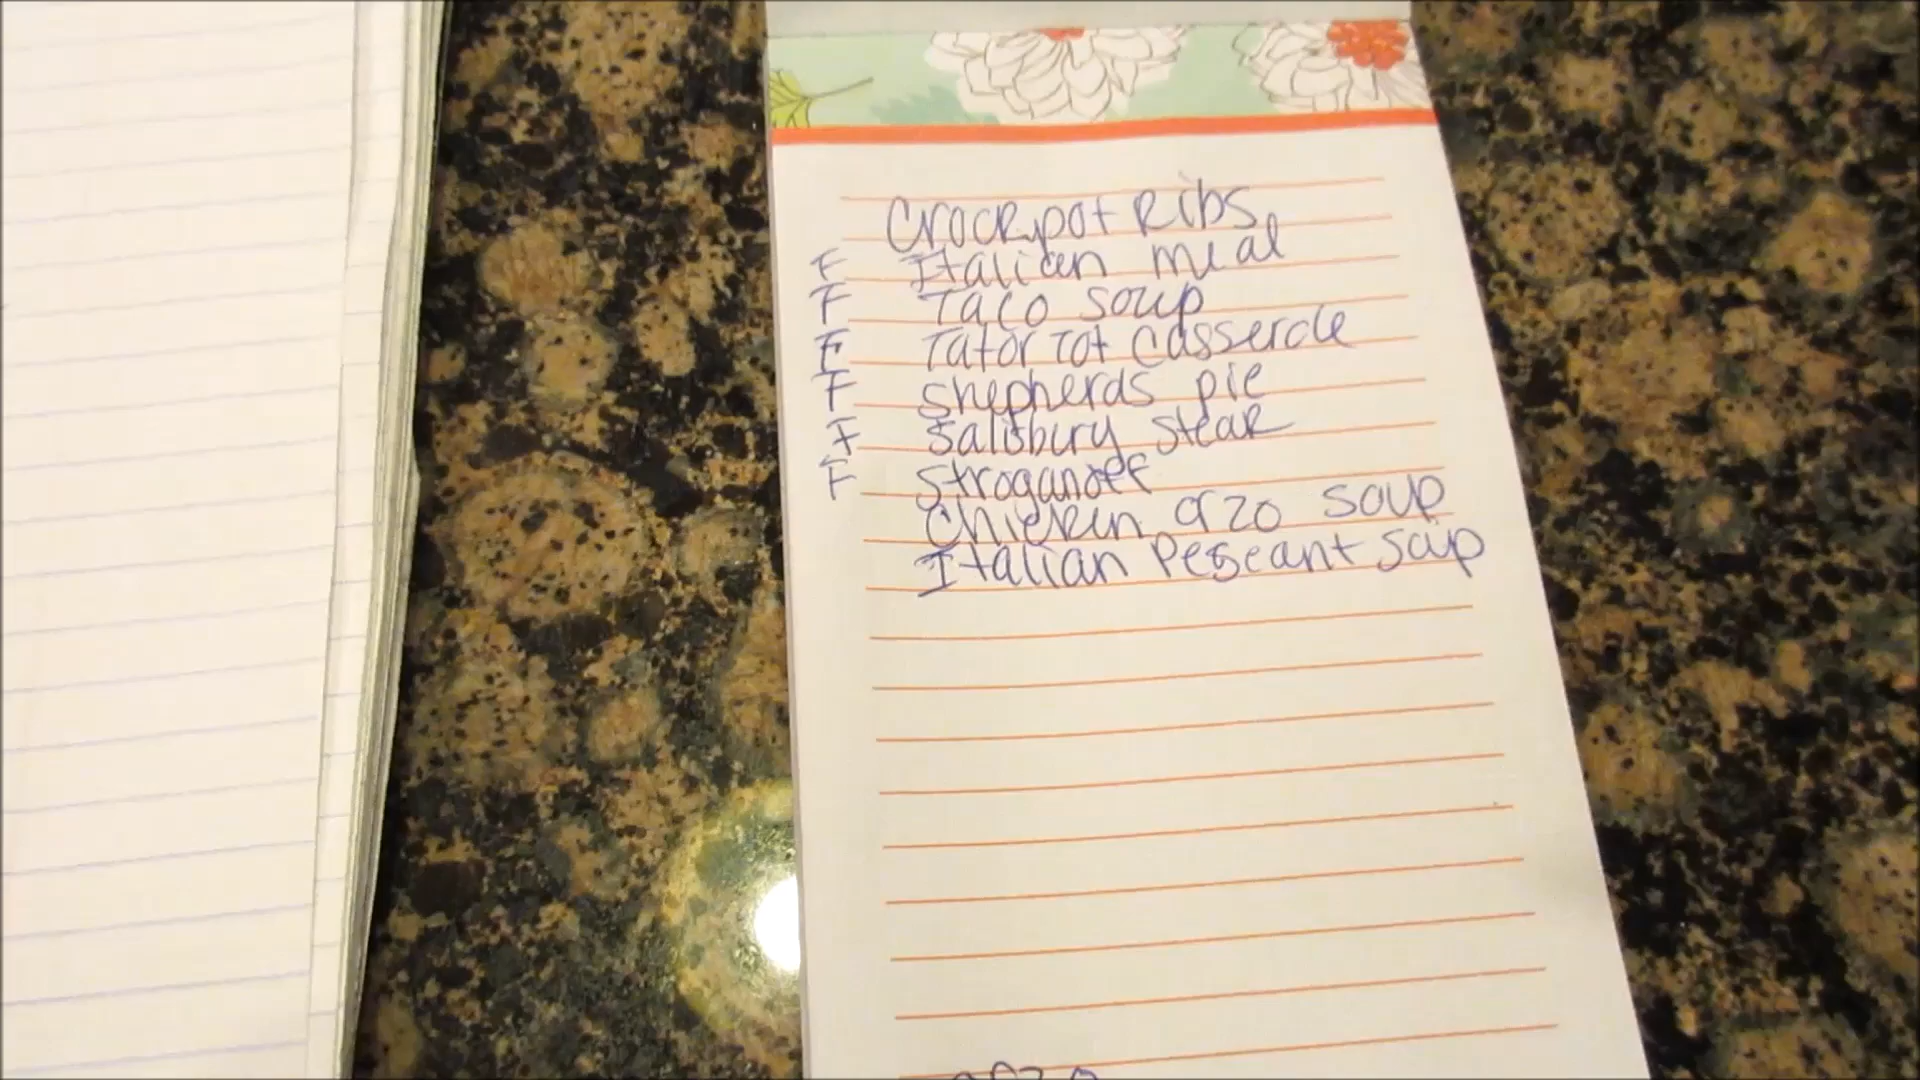 Crockpot Ribs
F Italian meal
F Taco soup
F Tator Tot Casserole
F shepherds pie
F Salisbury steak
F Stroganoff
Chicken orzo soup
Italian Peseant soup